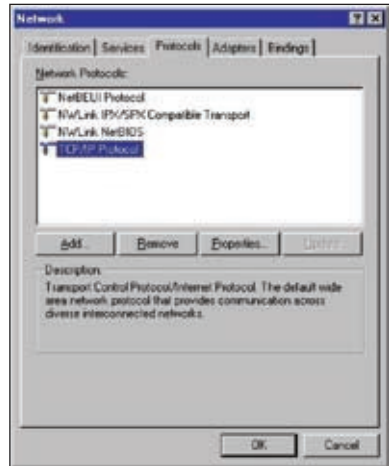 Network
Identification Services Protocols Adapters Bindings
Network Protocols:
NetBEUI Protocol
NWLink IPX/SPX Compatible Transport
NWLink NetBIOS
TCP/IP Protocol
Add... Remove Properties... Update...
Description:
Transport Control Protocol/Internet Protocol. The default wide
area network protocol that provides communication across
diverse interconnected networks.
OK Cancel